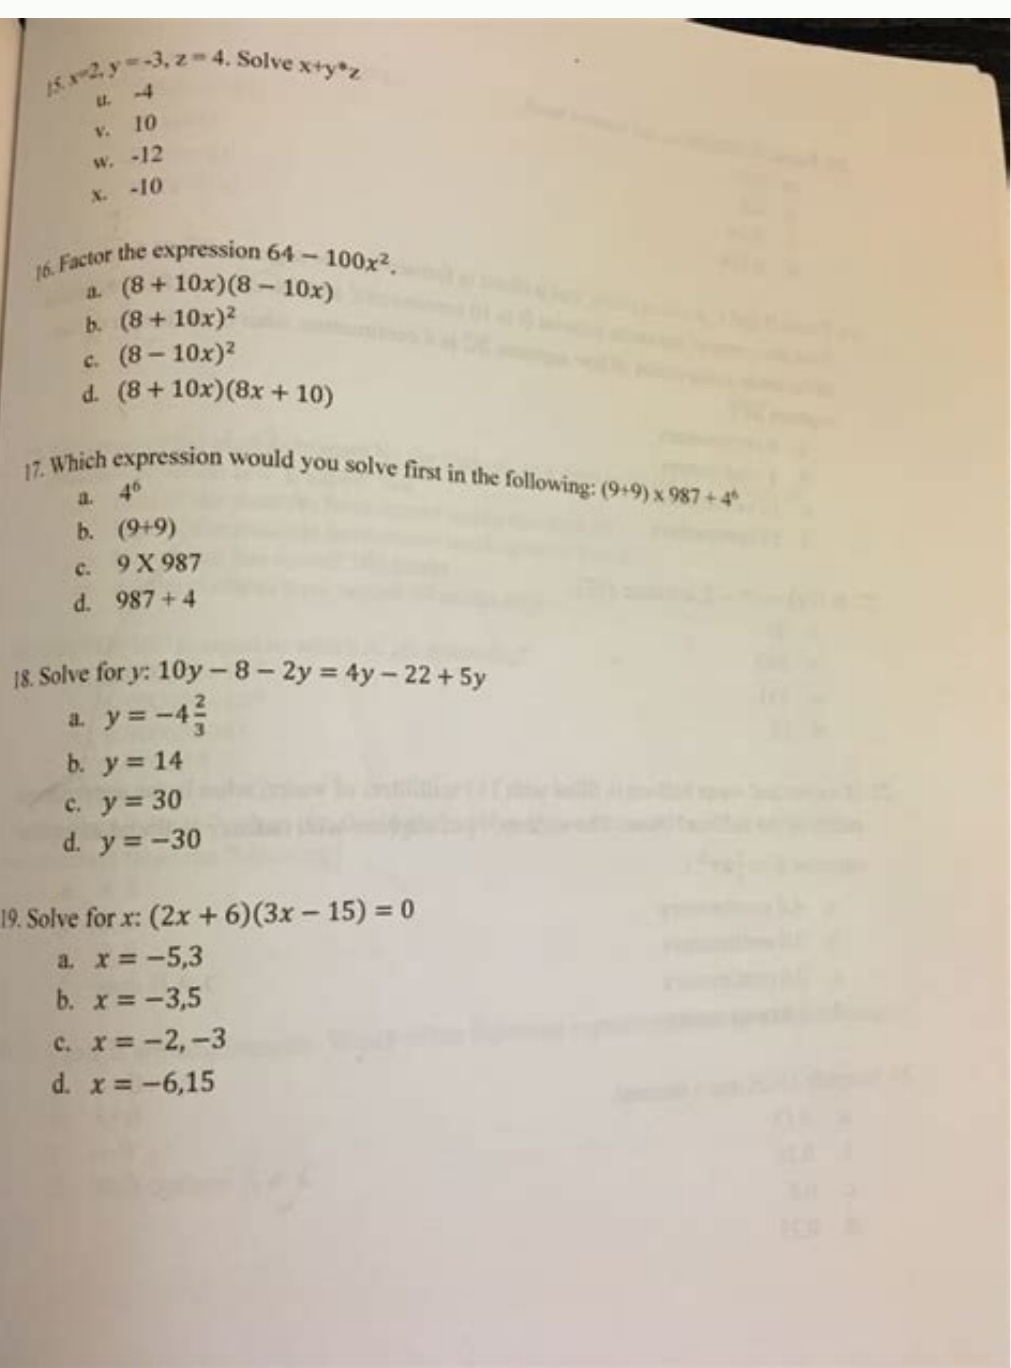 15. x=2, y = -3, z = 4. Solve x+y*z
u. -4
v. 10
w. -12
x. -10
16. Factor the expression 64 – 100x².
a. (8 + 10x)(8 – 10x)
b. (8 + 10x)²
c. (8 – 10x)²
d. (8 + 10x)(8x + 10)
17. Which expression would you solve first in the following: (9+9) x 987 + 4⁶
a. 4⁶
b. (9+9)
c. 9 X 987
d. 987 + 4
18. Solve for y: 10y – 8 – 2y = 4y – 22 + 5y
a. y = –4 2/3
b. y = 14
c. y = 30
d. y = –30
19. Solve for x: (2x + 6)(3x – 15) = 0
a. x = –5,3
b. x = –3,5
c. x = –2, –3
d. x = –6,15